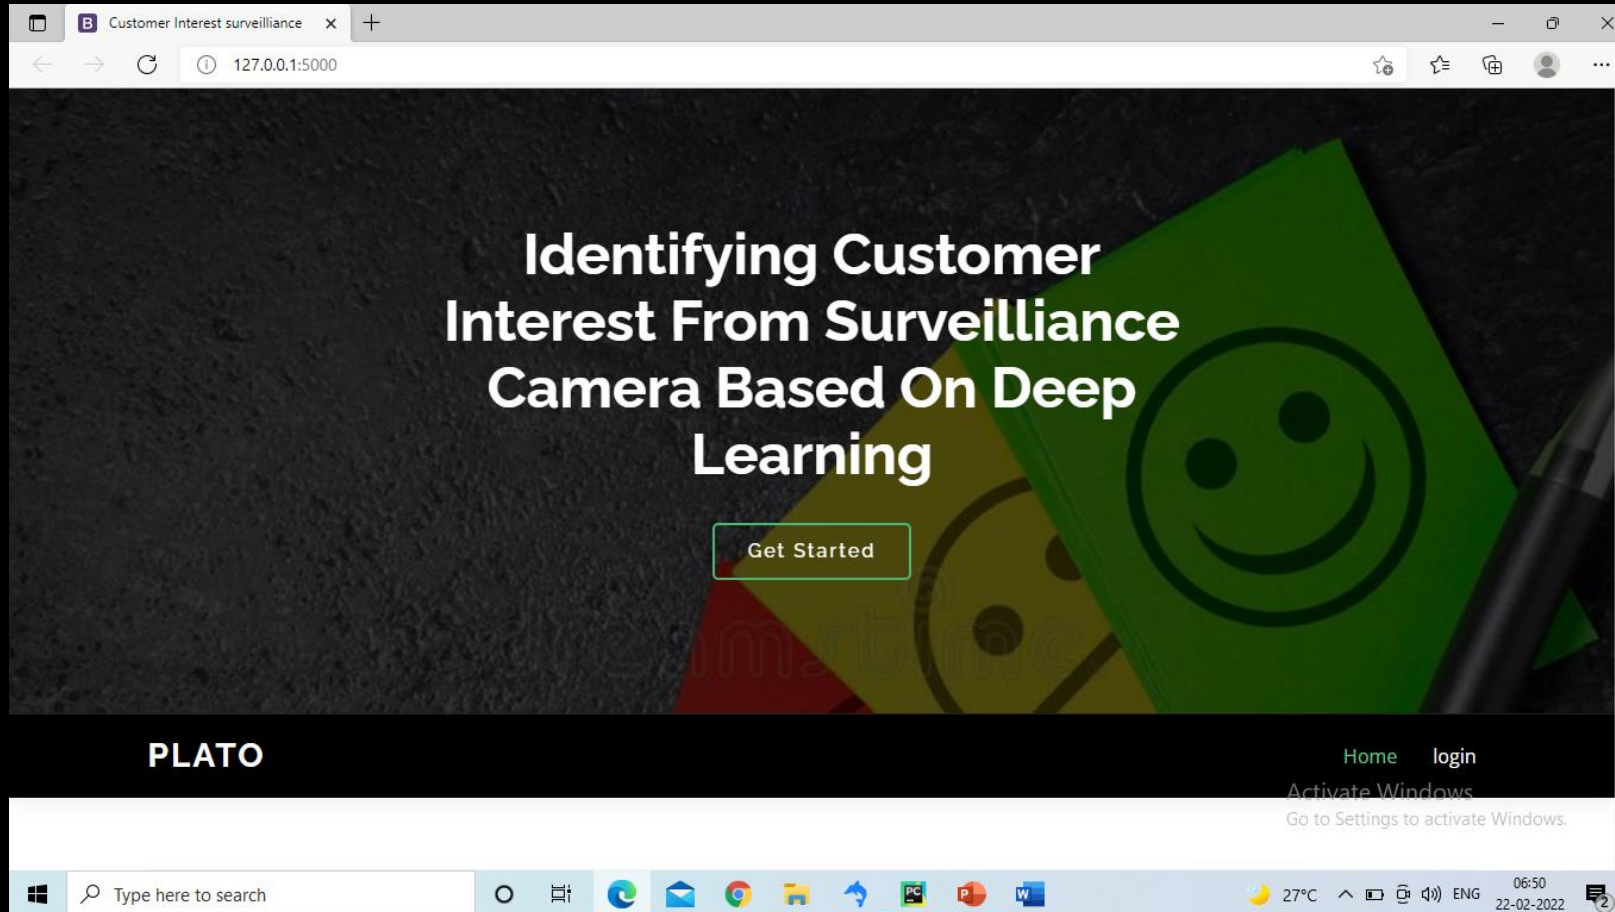 Customer Interest surveilliance
127.0.0.1:5000
Identifying Customer
Interest From Surveilliance
Camera Based On Deep
Learning
Get Started
dreamstime
PLATO
Home login
Activate Windows
Go to Settings to activate Windows.
Type here to search
27°C ENG 06:50
22-02-2022
2